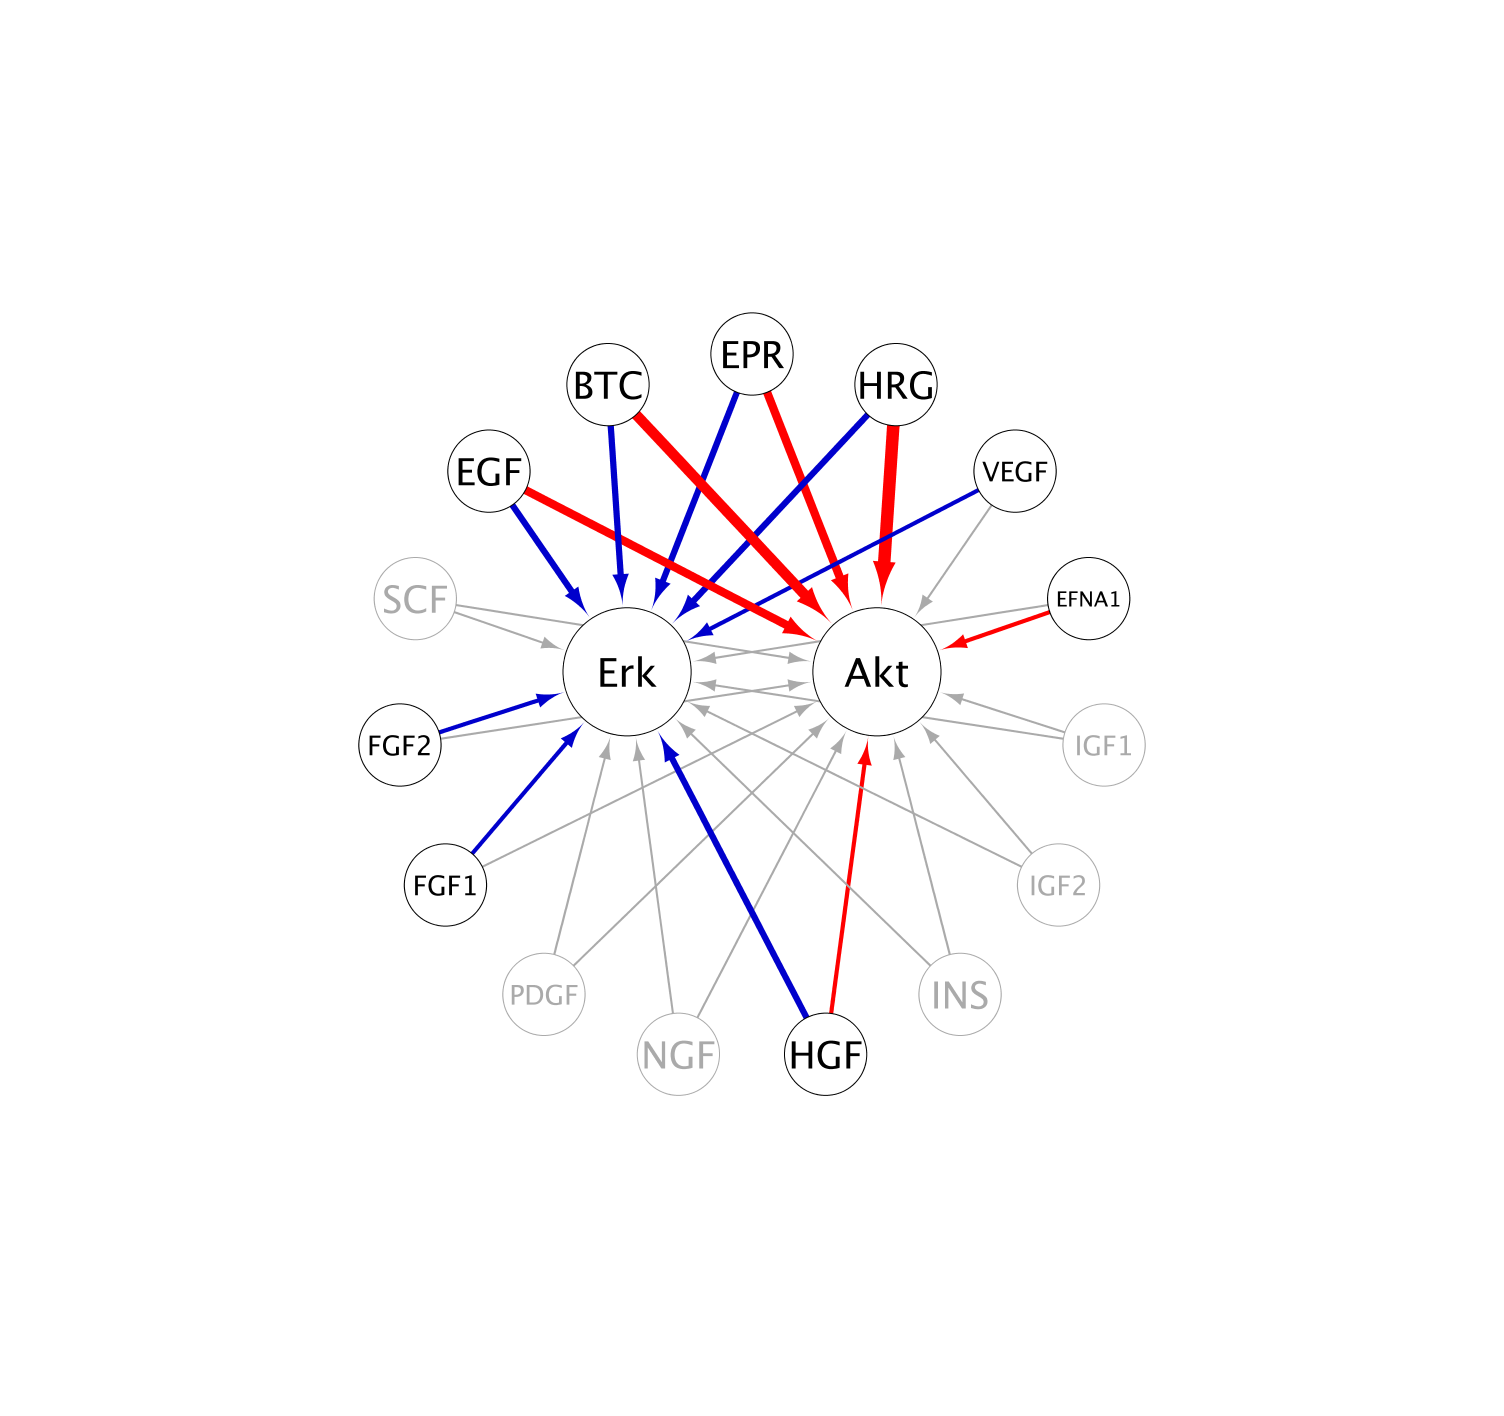 EPR
BTC
HRG
EGF
VEGF
SCF
EFNA1
Erk
Akt
FGF2
IGF1
FGF1
IGF2
PDGF
INS
NGF
HGF